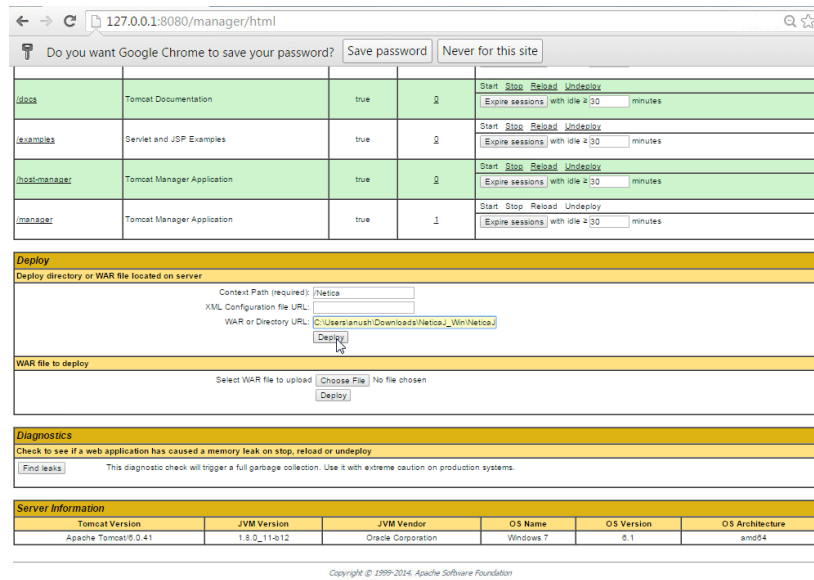 127.0.0.1:8080/manager/html
Do you want Google Chrome to save your password? Save password Never for this site
Start Stop Reload Undeploy
/docs Tomcat Documentation true 0
Expire sessions with idle ≥ 30 minutes
Start Stop Reload Undeploy
/examples Servlet and JSP Examples true 0
Expire sessions with idle ≥ 30 minutes
Start Stop Reload Undeploy
/host-manager Tomcat Manager Application true 0
Expire sessions with idle ≥ 30 minutes
Start Stop Reload Undeploy
/manager Tomcat Manager Application true 1
Expire sessions with idle ≥ 30 minutes
Deploy
Deploy directory or WAR file located on server
Context Path (required): /Netica
XML Configuration file URL:
WAR or Directory URL: C:\Users\anush\Downloads\NeticaJ_Win\NeticaJ
Deploy
WAR file to deploy
Select WAR file to upload Choose File No file chosen
Deploy
Diagnostics
Check to see if a web application has caused a memory leak on stop, reload or undeploy
Find leaks This diagnostic check will trigger a full garbage collection. Use it with extreme caution on production systems.
Server Information
Tomcat Version JVM Version JVM Vendor OS Name OS Version OS Architecture
Apache Tomcat/6.0.41 1.8.0_11-b12 Oracle Corporation Windows 7 6.1 amd64
Copyright © 1999-2014, Apache Software Foundation